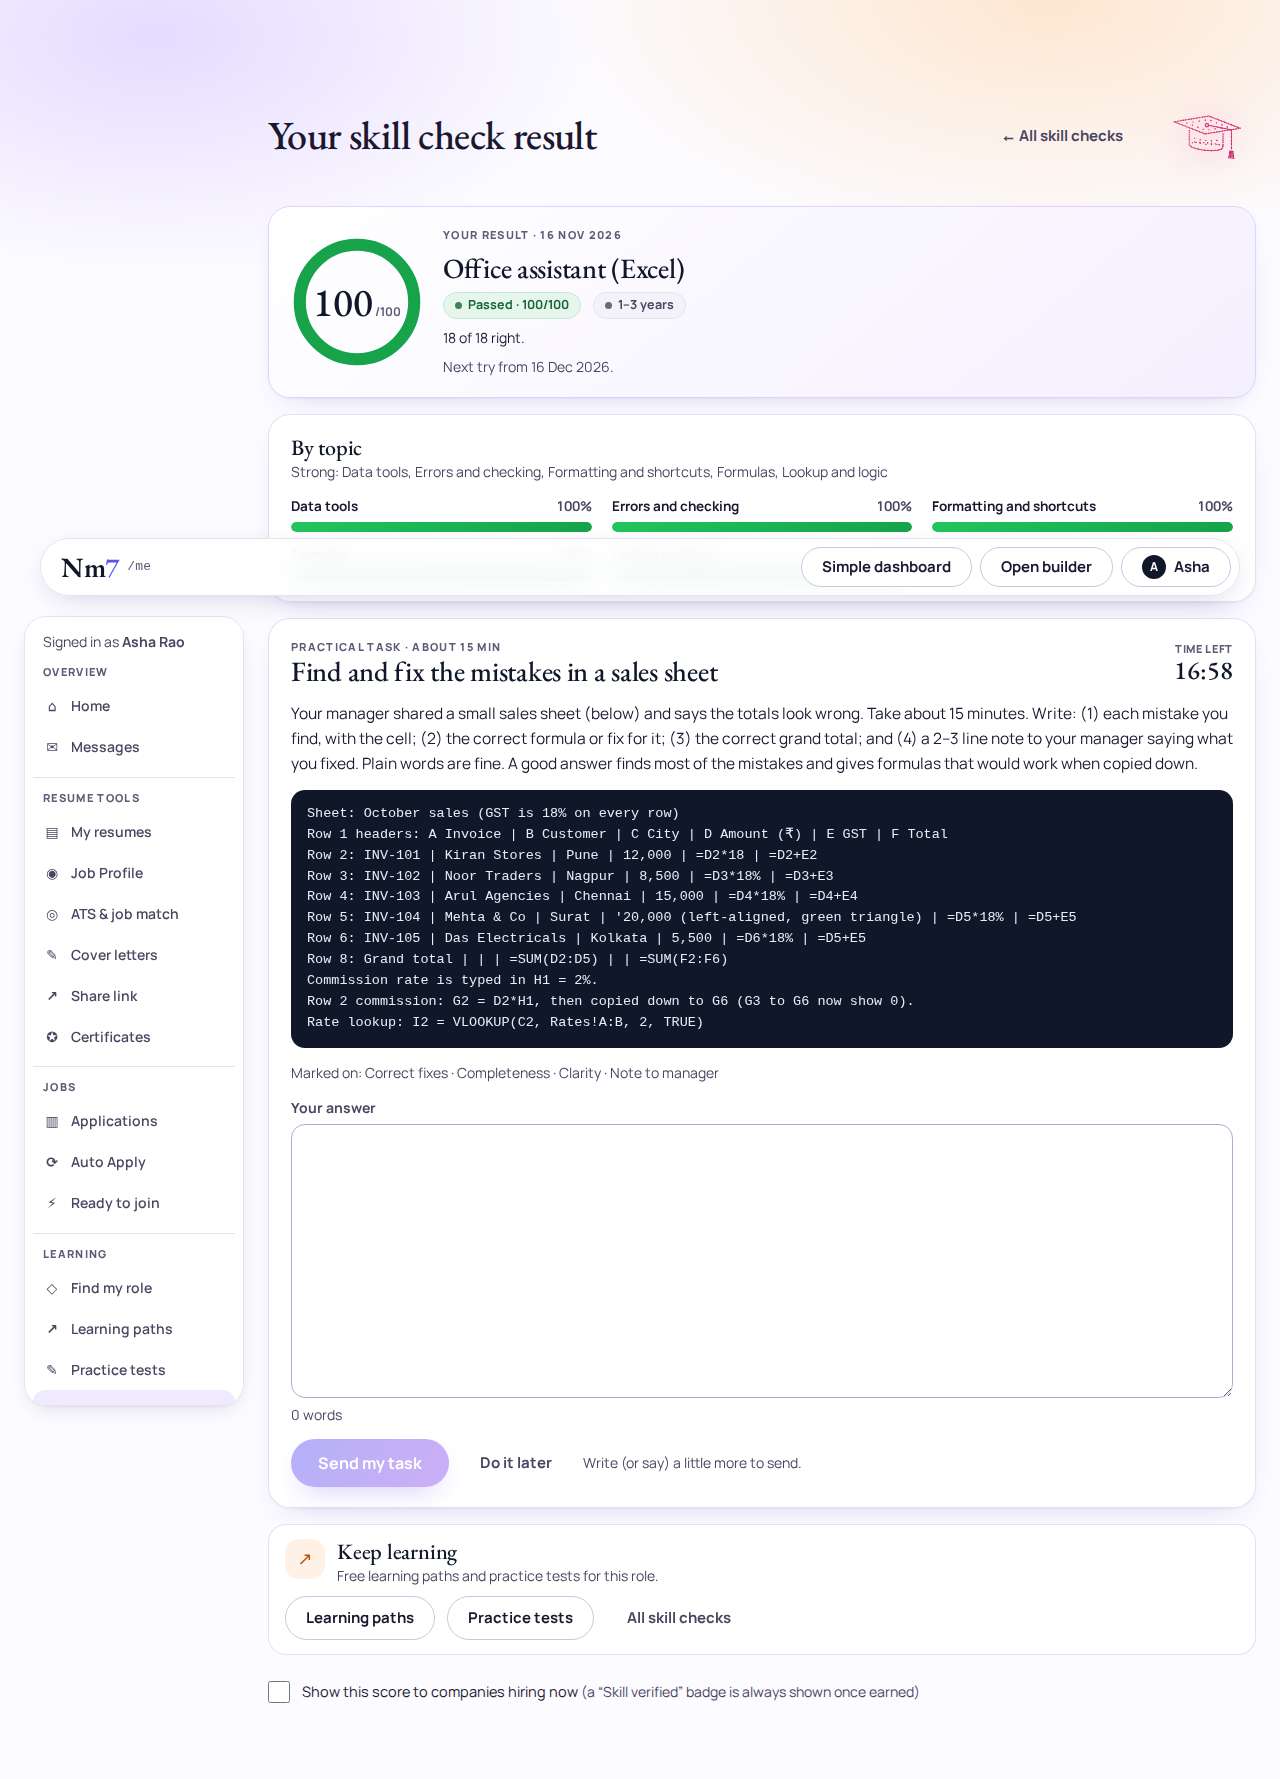 Your skill check result
← All skill checks
100/100
YOUR RESULT · 16 NOV 2026
Office assistant (Excel)
Passed · 100/100
1–3 years
18 of 18 right.
Next try from 16 Dec 2026.
By topic
Strong: Data tools, Errors and checking, Formatting and shortcuts, Formulas, Lookup and logic
Data tools 100%
Errors and checking 100%
Formatting and shortcuts 100%
Nm7 /me
Simple dashboard
Open builder
A Asha
Signed in as Asha Rao
OVERVIEW
Home
Messages
RESUME TOOLS
My resumes
Job Profile
ATS & job match
Cover letters
Share link
Certificates
JOBS
Applications
Auto Apply
Ready to join
LEARNING
Find my role
Learning paths
Practice tests
PRACTICAL TASK · ABOUT 15 MIN
Find and fix the mistakes in a sales sheet
TIME LEFT
16:58
Your manager shared a small sales sheet (below) and says the totals look wrong. Take about 15 minutes. Write: (1) each mistake you
find, with the cell; (2) the correct formula or fix for it; (3) the correct grand total; and (4) a 2–3 line note to your manager saying what
you fixed. Plain words are fine. A good answer finds most of the mistakes and gives formulas that would work when copied down.
Sheet: October sales (GST is 18% on every row)
Row 1 headers: A Invoice | B Customer | C City | D Amount (₹) | E GST | F Total
Row 2: INV-101 | Kiran Stores | Pune | 12,000 | =D2*18 | =D2+E2
Row 3: INV-102 | Noor Traders | Nagpur | 8,500 | =D3*18% | =D3+E3
Row 4: INV-103 | Arul Agencies | Chennai | 15,000 | =D4*18% | =D4+E4
Row 5: INV-104 | Mehta & Co | Surat | '20,000 (left-aligned, green triangle) | =D5*18% | =D5+E5
Row 6: INV-105 | Das Electricals | Kolkata | 5,500 | =D6*18% | =D5+E5
Row 8: Grand total | | | =SUM(D2:D5) | | =SUM(F2:F6)
Commission rate is typed in H1 = 2%.
Row 2 commission: G2 = D2*H1, then copied down to G6 (G3 to G6 now show 0).
Rate lookup: I2 = VLOOKUP(C2, Rates!A:B, 2, TRUE)
Marked on: Correct fixes · Completeness · Clarity · Note to manager
Your answer
0 words
Send my task
Do it later
Write (or say) a little more to send.
Keep learning
Free learning paths and practice tests for this role.
Learning paths
Practice tests
All skill checks
Show this score to companies hiring now (a “Skill verified” badge is always shown once earned)